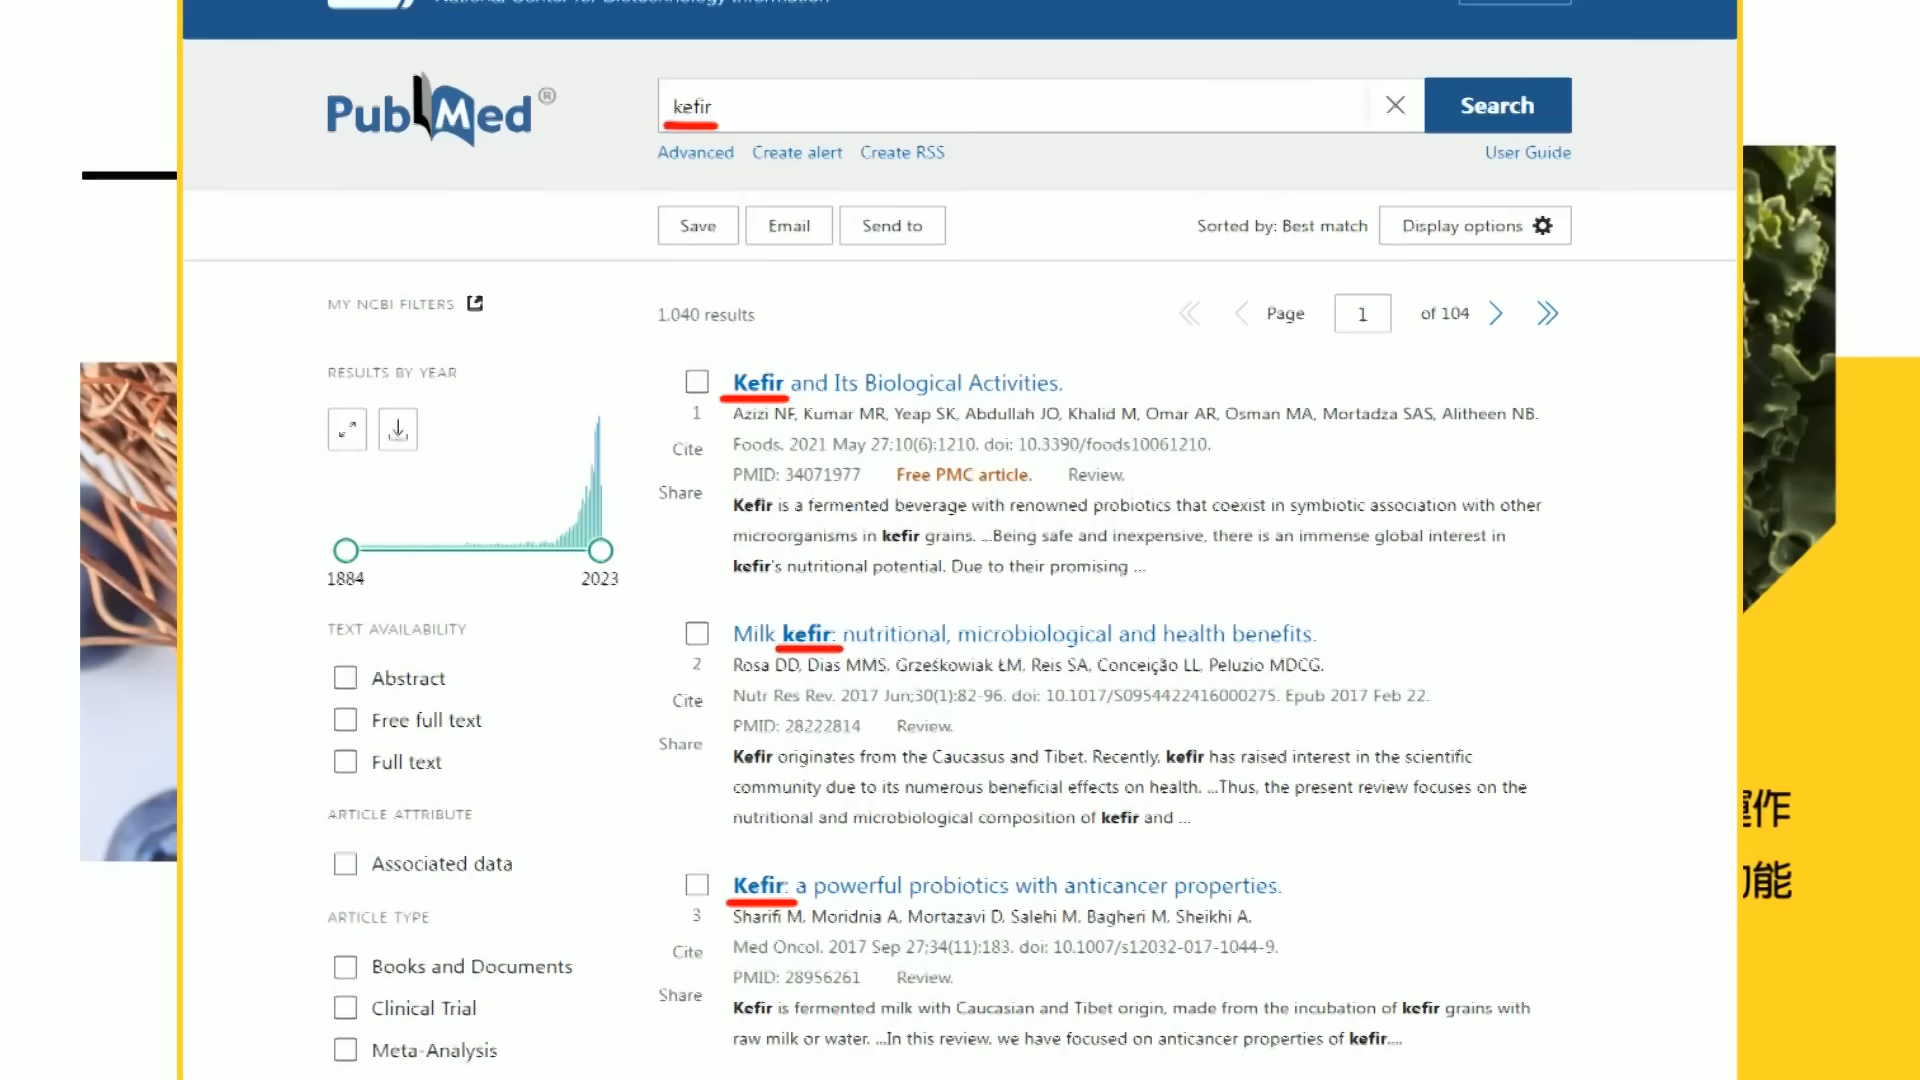 PubMed®
kefir
Search
Advanced Create alert Create RSS
User Guide
Save Email Send to
Sorted by: Best match
Display options
MY NCBI FILTERS
1,040 results
Page 1 of 104
RESULTS BY YEAR
1884 2023
TEXT AVAILABILITY
Abstract
Free full text
Full text
ARTICLE ATTRIBUTE
Associated data
ARTICLE TYPE
Books and Documents
Clinical Trial
Meta-Analysis
Kefir and Its Biological Activities.
1
Cite
Share
Azizi NF, Kumar MR, Yeap SK, Abdullah JO, Khalid M, Omar AR, Osman MA, Mortadza SAS, Alitheen NB.
Foods. 2021 May 27;10(6):1210. doi: 10.3390/foods10061210.
PMID: 34071977 Free PMC article. Review.
Kefir is a fermented beverage with renowned probiotics that coexist in symbiotic association with other
microorganisms in kefir grains. ...Being safe and inexpensive, there is an immense global interest in
kefir's nutritional potential. Due to their promising ...
Milk kefir: nutritional, microbiological and health benefits.
2
Cite
Share
Rosa DD, Dias MMS, Grześkowiak ŁM, Reis SA, Conceição LL, Peluzio MDCG.
Nutr Res Rev. 2017 Jun;30(1):82-96. doi: 10.1017/S0954422416000275. Epub 2017 Feb 22.
PMID: 28222814 Review.
Kefir originates from the Caucasus and Tibet. Recently, kefir has raised interest in the scientific
community due to its numerous beneficial effects on health. ...Thus, the present review focuses on the
nutritional and microbiological composition of kefir and ...
Kefir: a powerful probiotics with anticancer properties.
3
Cite
Share
Sharifi M, Moridnia A, Mortazavi D, Salehi M, Bagheri M, Sheikhi A.
Med Oncol. 2017 Sep 27;34(11):183. doi: 10.1007/s12032-017-1044-9.
PMID: 28956261 Review.
Kefir is fermented milk with Caucasian and Tibet origin, made from the incubation of kefir grains with
raw milk or water. ...In this review, we have focused on anticancer properties of kefir....
作
能